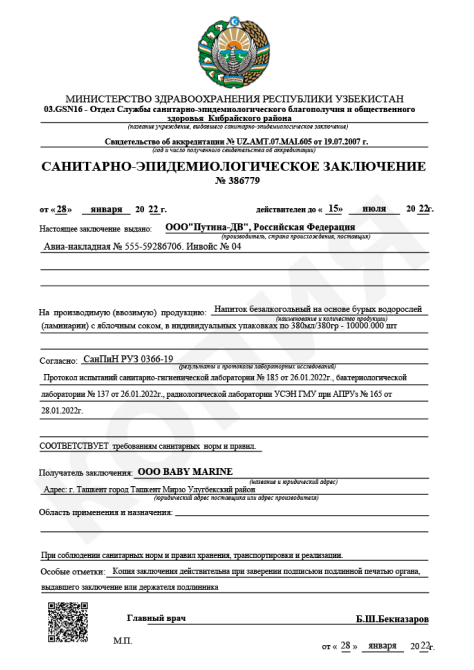 МИНИСТЕРСТВО ЗДРАВООХРАНЕНИЯ РЕСПУБЛИКИ УЗБЕКИСТАН
03.GSN16 - Отдел Службы санитарно-эпидемиологического благополучия и общественного
здоровья Кибрайского района
(название учреждение, выдавшего санитарно-эпидемиологическое заключение)
Свидетельство об аккредитации № UZ.AMT.07.MAI.605 от 19.07.2007 г.
(год и число полученного свидетельства об аккредитации)
САНИТАРНО-ЭПИДЕМИОЛОГИЧЕСКОЕ ЗАКЛЮЧЕНИЕ
№ 386779
от «28» января 20 22 г. действителен до « 15» июля 20 22г.
Настоящее заключение выдано: ООО"Путина-ДВ", Российская Федерация
(производитель, страна происхождения, поставщик)
Авиа-накладная № 555-59286706. Инвойс № 04
На производимую (ввозимую) продукцию: Напиток безалкогольный на основе бурых водорослей
(наименование и количество продукции)
(ламинарии) с яблочным соком, в индивидуальных упаковках по 380мл/380гр - 10000.000 шт
Согласно: СанПиН РУЗ 0366-19
(результаты и протоколы лабораторных исследований)
Протокол испытаний санитарно-гигиенической лаборатории № 185 от 26.01.2022г., бактериологической
лаборатории № 137 от 26.01.2022г., радиологической лаборатории УСЭН ГМУ при АПРУз № 165 от
28.01.2022г.
СООТВЕТСТВУЕТ требованиям санитарных норм и правил.
Получатель заключения: ООО BABY MARINE
(название и юридический адрес)
Адрес: г. Ташкент город Ташкент Мирзо Улугбекский район
(юридический адрес поставщика или адрес производителя)
Область применения и назначения:
При соблюдении санитарных норм и правил хранения, транспортировки и реализации.
Особые отметки: Копия заключения действительна при заверении подписьюи подлинной печатью органа,
выдавшего заключение или держателя подлинника
Главный врач Б.Ш.Бекназаров
М.П.
от « 28 » января 20 22г.
КОПИЯ